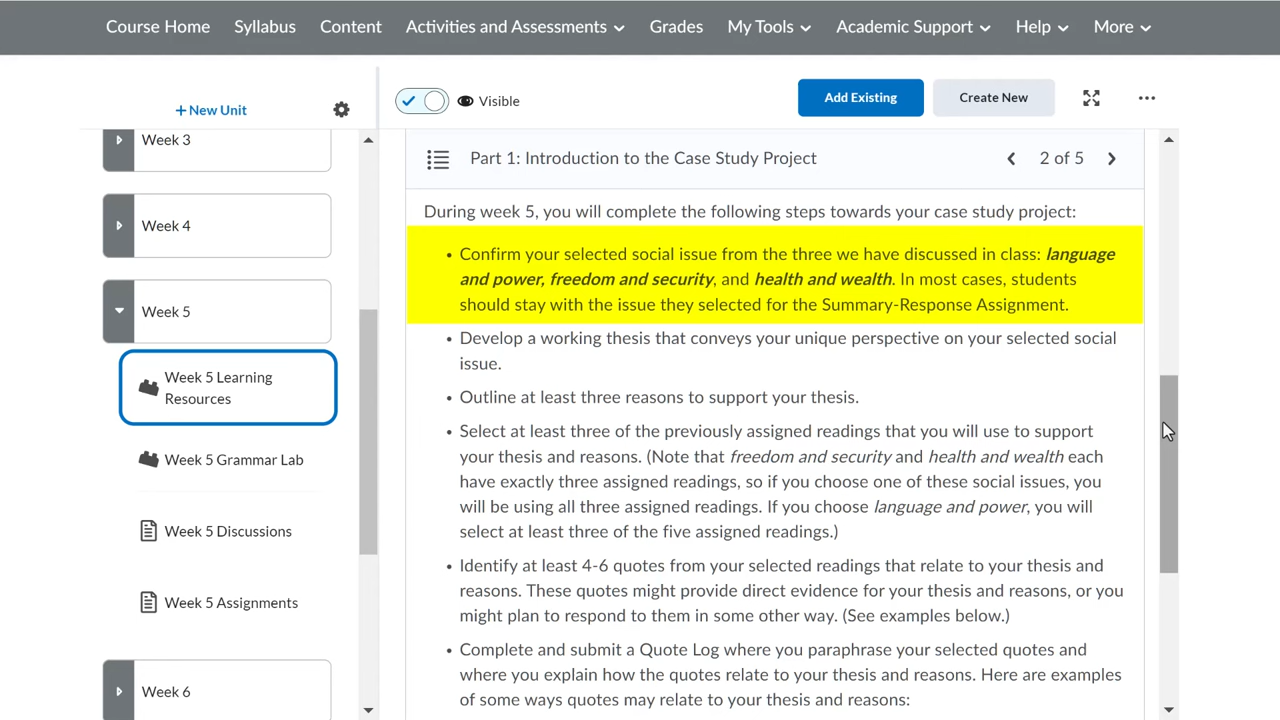 Course Home Syllabus Content Activities and Assessments Grades My Tools Academic Support Help More
+ New Unit
Visible
Add Existing
Create New
...
Week 3
Week 4
Week 5
Week 5 Learning
Resources
Week 5 Grammar Lab
Week 5 Discussions
Week 5 Assignments
Week 6
Part 1: Introduction to the Case Study Project
2 of 5
During week 5, you will complete the following steps towards your case study project:
• Confirm your selected social issue from the three we have discussed in class: language
and power, freedom and security, and health and wealth. In most cases, students
should stay with the issue they selected for the Summary-Response Assignment.
• Develop a working thesis that conveys your unique perspective on your selected social
issue.
• Outline at least three reasons to support your thesis.
• Select at least three of the previously assigned readings that you will use to support
your thesis and reasons. (Note that freedom and security and health and wealth each
have exactly three assigned readings, so if you choose one of these social issues, you
will be using all three assigned readings. If you choose language and power, you will
select at least three of the five assigned readings.)
• Identify at least 4-6 quotes from your selected readings that relate to your thesis and
reasons. These quotes might provide direct evidence for your thesis and reasons, or you
might plan to respond to them in some other way. (See examples below.)
• Complete and submit a Quote Log where you paraphrase your selected quotes and
where you explain how the quotes relate to your thesis and reasons. Here are examples
of some ways quotes may relate to your thesis and reasons: